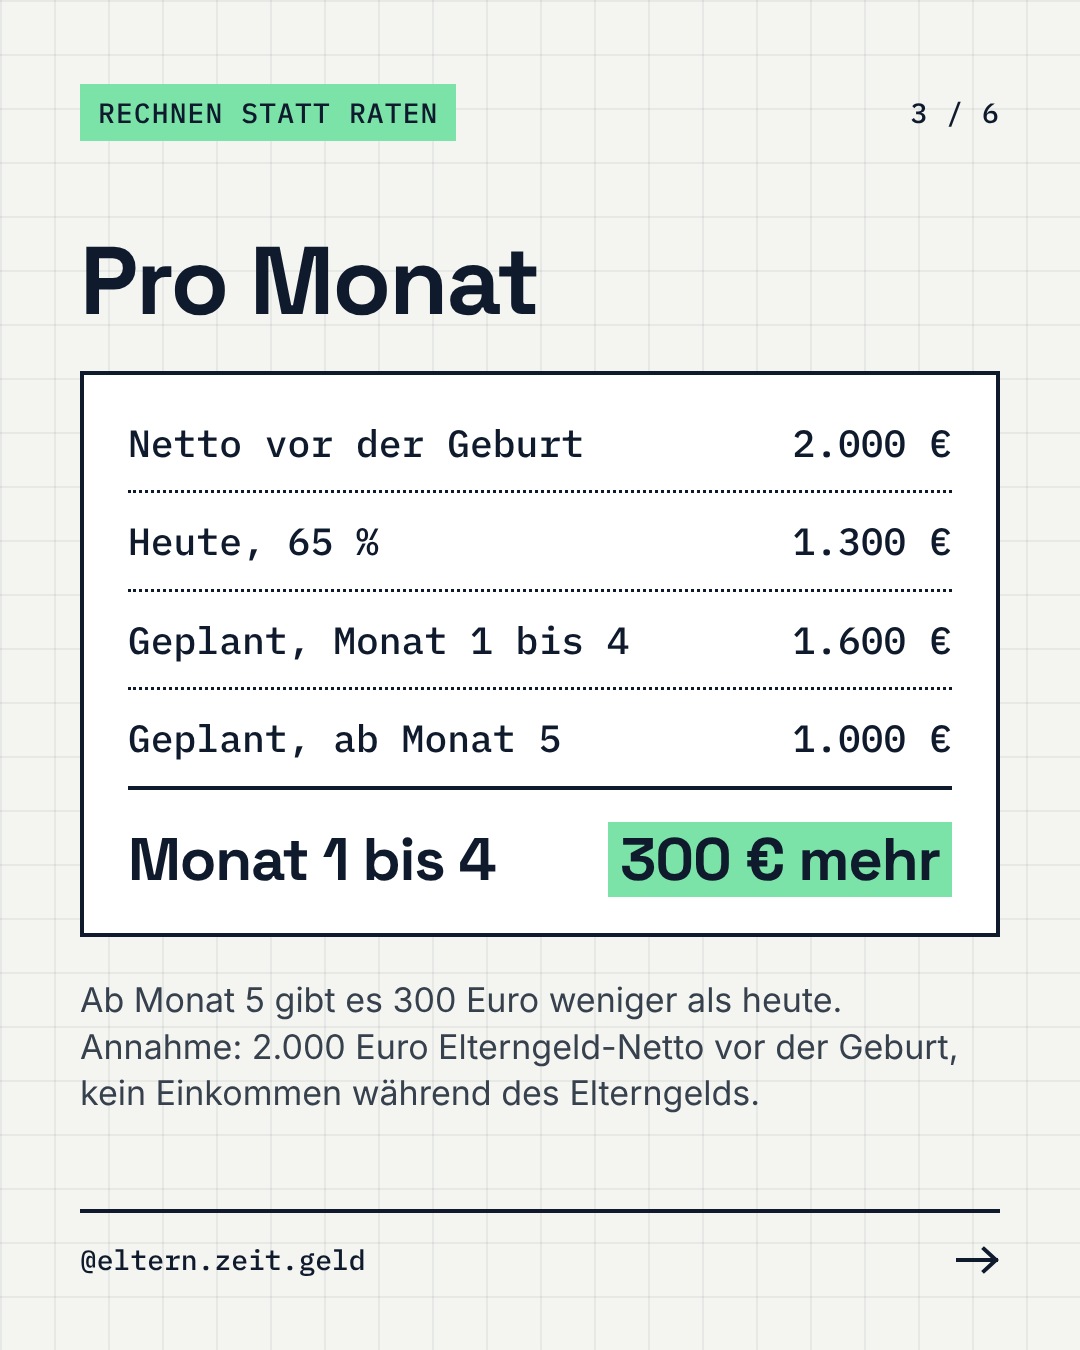 RECHNEN STATT RATEN
3 / 6
Pro Monat
Netto vor der Geburt 2.000 €
Heute, 65 % 1.300 €
Geplant, Monat 1 bis 4 1.600 €
Geplant, ab Monat 5 1.000 €
Monat 1 bis 4 300 € mehr
Ab Monat 5 gibt es 300 Euro weniger als heute.
Annahme: 2.000 Euro Elterngeld-Netto vor der Geburt,
kein Einkommen während des Elterngelds.
@eltern.zeit.geld